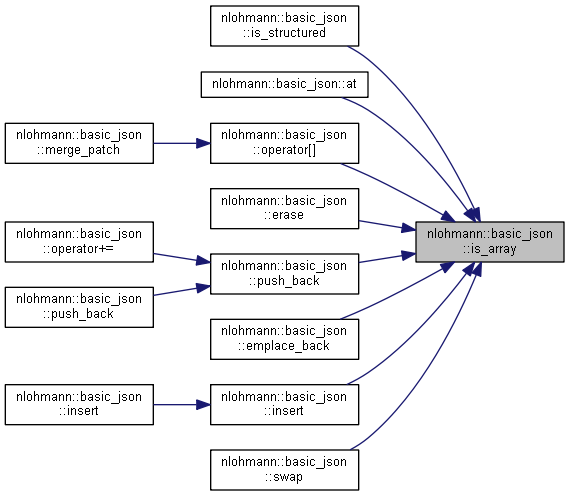 nlohmann::basic_json
::is_structured
nlohmann::basic_json::at
nlohmann::basic_json
::merge_patch
nlohmann::basic_json
::operator[]
nlohmann::basic_json
::erase
nlohmann::basic_json
::is_array
nlohmann::basic_json
::operator+=
nlohmann::basic_json
::push_back
nlohmann::basic_json
::push_back
nlohmann::basic_json
::emplace_back
nlohmann::basic_json
::insert
nlohmann::basic_json
::insert
nlohmann::basic_json
::swap